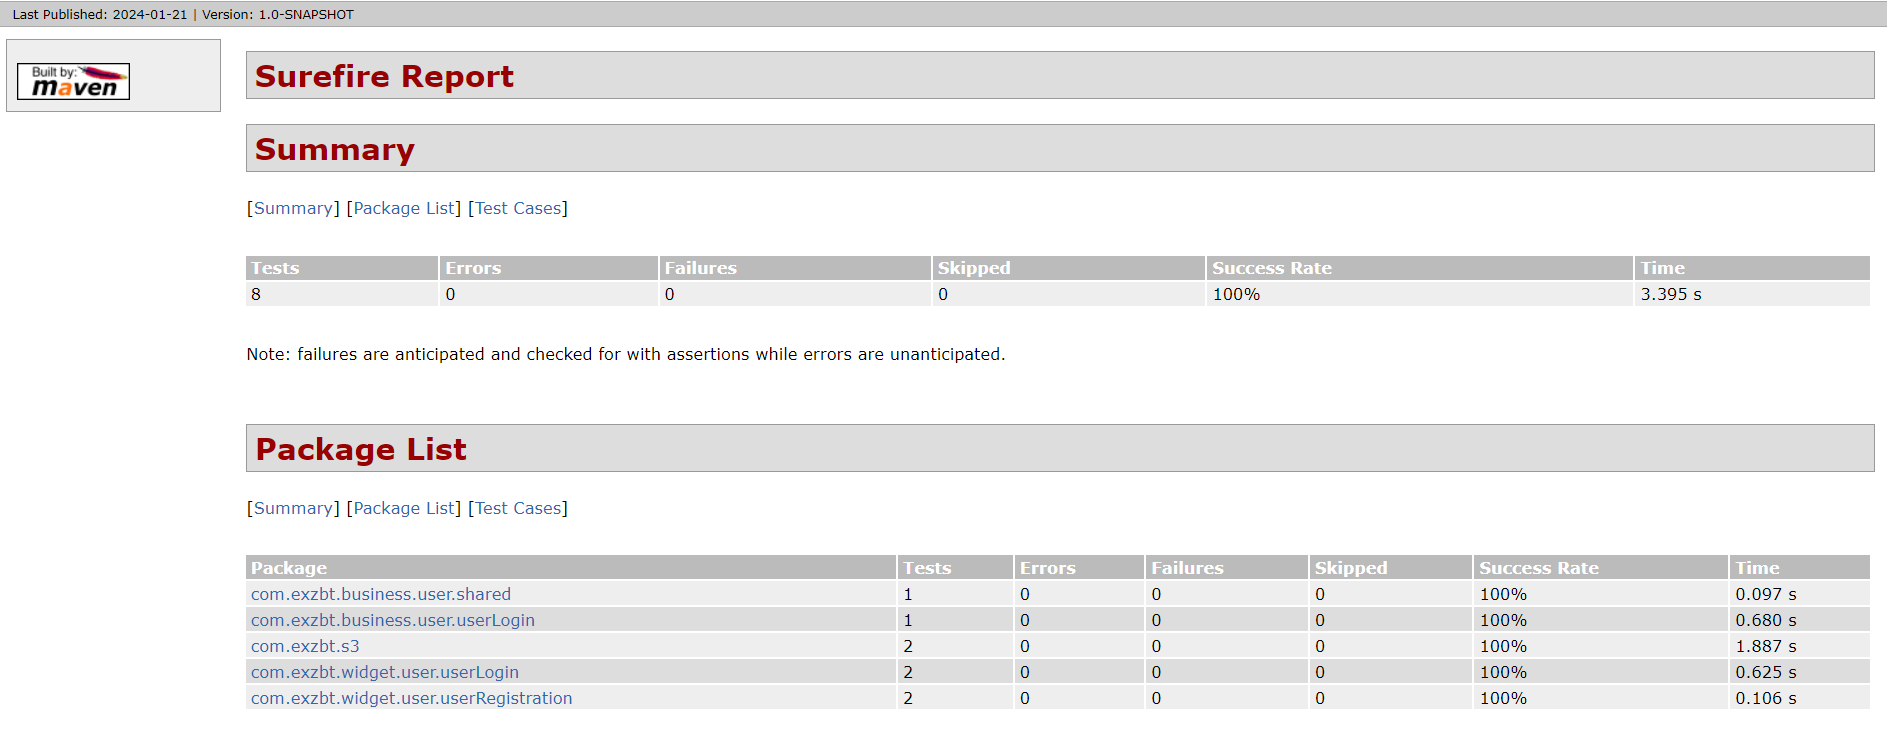 Last Published: 2024-01-21 | Version: 1.0-SNAPSHOT
Built by:
maven
Surefire Report
Summary
[Summary] [Package List] [Test Cases]
Tests Errors Failures Skipped Success Rate Time
8 0 0 0 100% 3.395 s
Note: failures are anticipated and checked for with assertions while errors are unanticipated.
Package List
[Summary] [Package List] [Test Cases]
Package Tests Errors Failures Skipped Success Rate Time
com.exzbt.business.user.shared 1 0 0 0 100% 0.097 s
com.exzbt.business.user.userLogin 1 0 0 0 100% 0.680 s
com.exzbt.s3 2 0 0 0 100% 1.887 s
com.exzbt.widget.user.userLogin 2 0 0 0 100% 0.625 s
com.exzbt.widget.user.userRegistration 2 0 0 0 100% 0.106 s